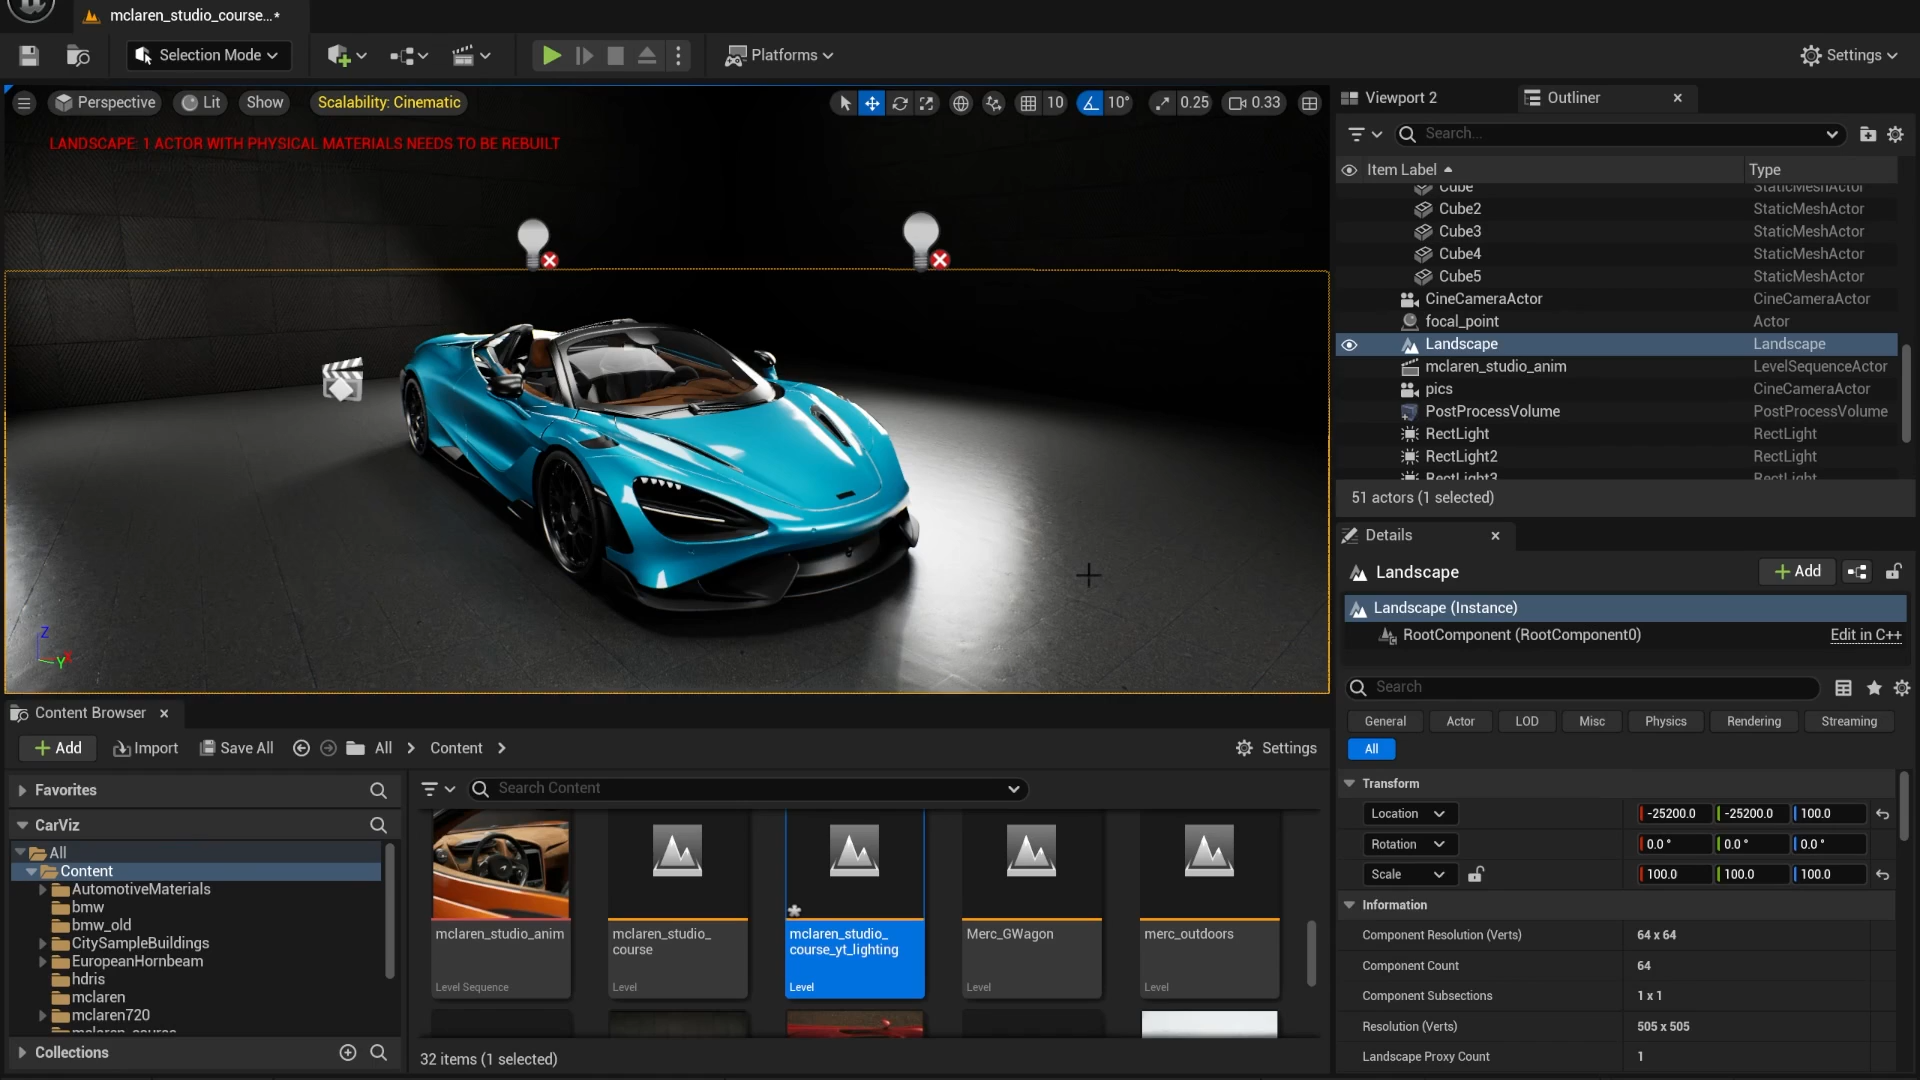 mclaren_studio_course...*
Selection Mode
Platforms
Settings
Perspective
Lit
Show
Scalability: Cinematic
10
10°
0.25
0.33
LANDSCAPE: 1 ACTOR WITH PHYSICAL MATERIALS NEEDS TO BE REBUILT
Z
Y
Viewport 2
Outliner
Search...
Item Label
Type
Cube StaticMeshActor
Cube2 StaticMeshActor
Cube3 StaticMeshActor
Cube4 StaticMeshActor
Cube5 StaticMeshActor
CineCameraActor CineCameraActor
focal_point Actor
Landscape Landscape
mclaren_studio_anim LevelSequenceActor
pics CineCameraActor
PostProcessVolume PostProcessVolume
RectLight RectLight
RectLight2 RectLight
RectLight3 RectLight
51 actors (1 selected)
Details
Landscape
Add
Landscape (Instance)
RootComponent (RootComponent0)
Edit in C++
Search
General
Actor
LOD
Misc
Physics
Rendering
Streaming
All
Transform
Location -25200.0 -25200.0 100.0
Rotation 0.0 ° 0.0 ° 0.0 °
Scale 100.0 100.0 100.0
Information
Component Resolution (Verts) 64 x 64
Component Count 64
Component Subsections 1 x 1
Resolution (Verts) 505 x 505
Landscape Proxy Count 1
Content Browser
Add
Import
Save All
All
Content
Settings
Favorites
CarViz
All
Content
AutomotiveMaterials
bmw
bmw_old
CitySampleBuildings
EuropeanHornbeam
hdris
mclaren
mclaren720
mclaren_course
Collections
Search Content
mclaren_studio_anim
Level Sequence
mclaren_studio_
course
Level
mclaren_studio_
course_yt_lighting
Level
Merc_GWagon
Level
merc_outdoors
Level
32 items (1 selected)